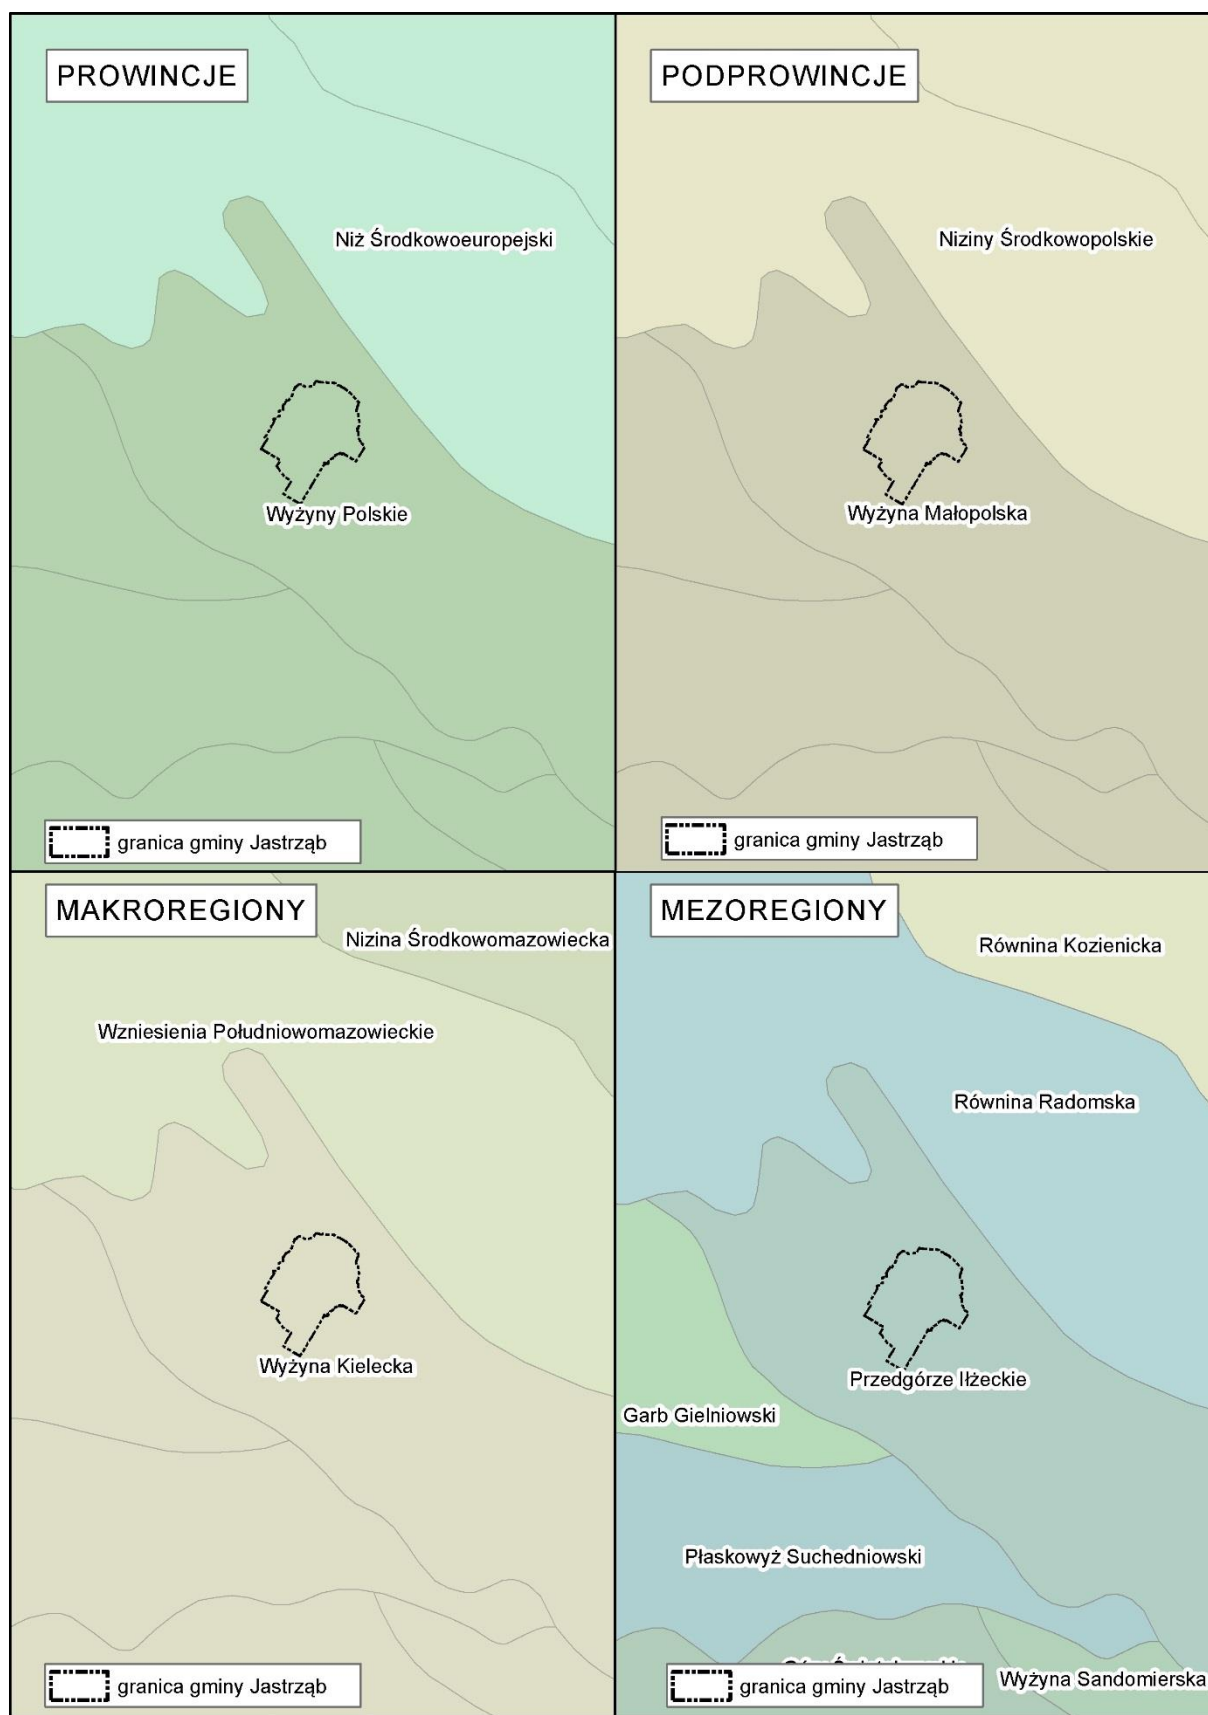 PROWINCJE
Niż Środkowoeuropejski
Wyżyny Polskie
granica gminy Jastrząb
PODPROWINCJE
Niziny Środkowopolskie
Wyżyna Małopolska
granica gminy Jastrząb
MAKROREGIONY
Nizina Środkowomazowiecka
Wzniesienia Południowomazowieckie
Wyżyna Kielecka
granica gminy Jastrząb
MEZOREGIONY
Równina Kozienicka
Równina Radomska
Przedgórze Iłżeckie
Garb Gielniowski
Płaskowyż Suchedniowski
Wyżyna Sandomierska
granica gminy Jastrząb